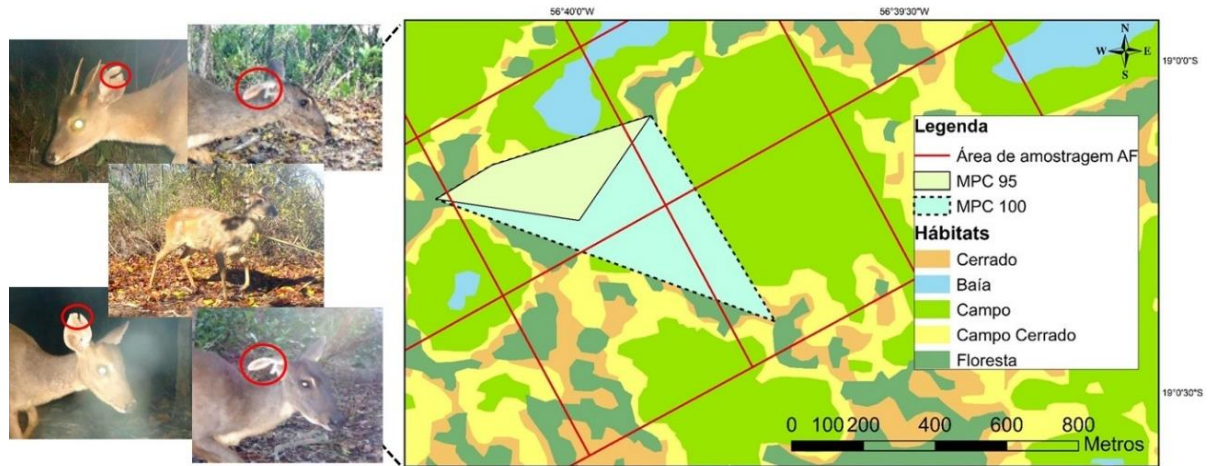 56°40'0"W
56°39'30"W
N
W E
S
19°0'0"S
Legenda
Área de amostragem AF
MPC 95
MPC 100
Hábitats
Cerrado
Baía
Campo
Campo Cerrado
Floresta
19°0'30"S
0 100 200 400 600 800
Metros